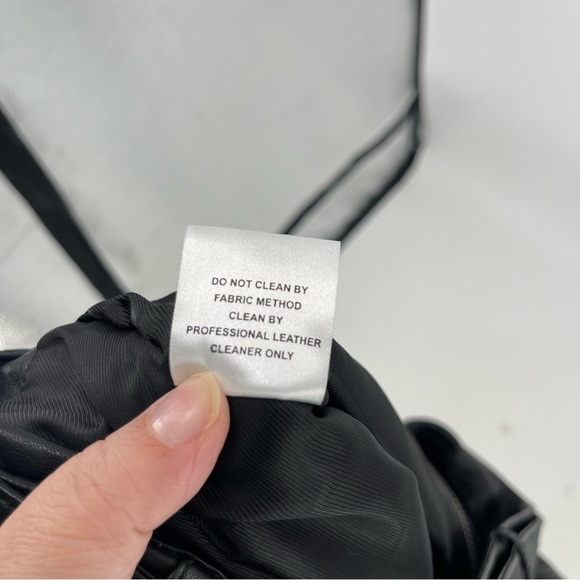 DO NOT CLEAN BY
FABRIC METHOD
CLEAN BY
PROFESSIONAL LEATHER
CLEANER ONLY